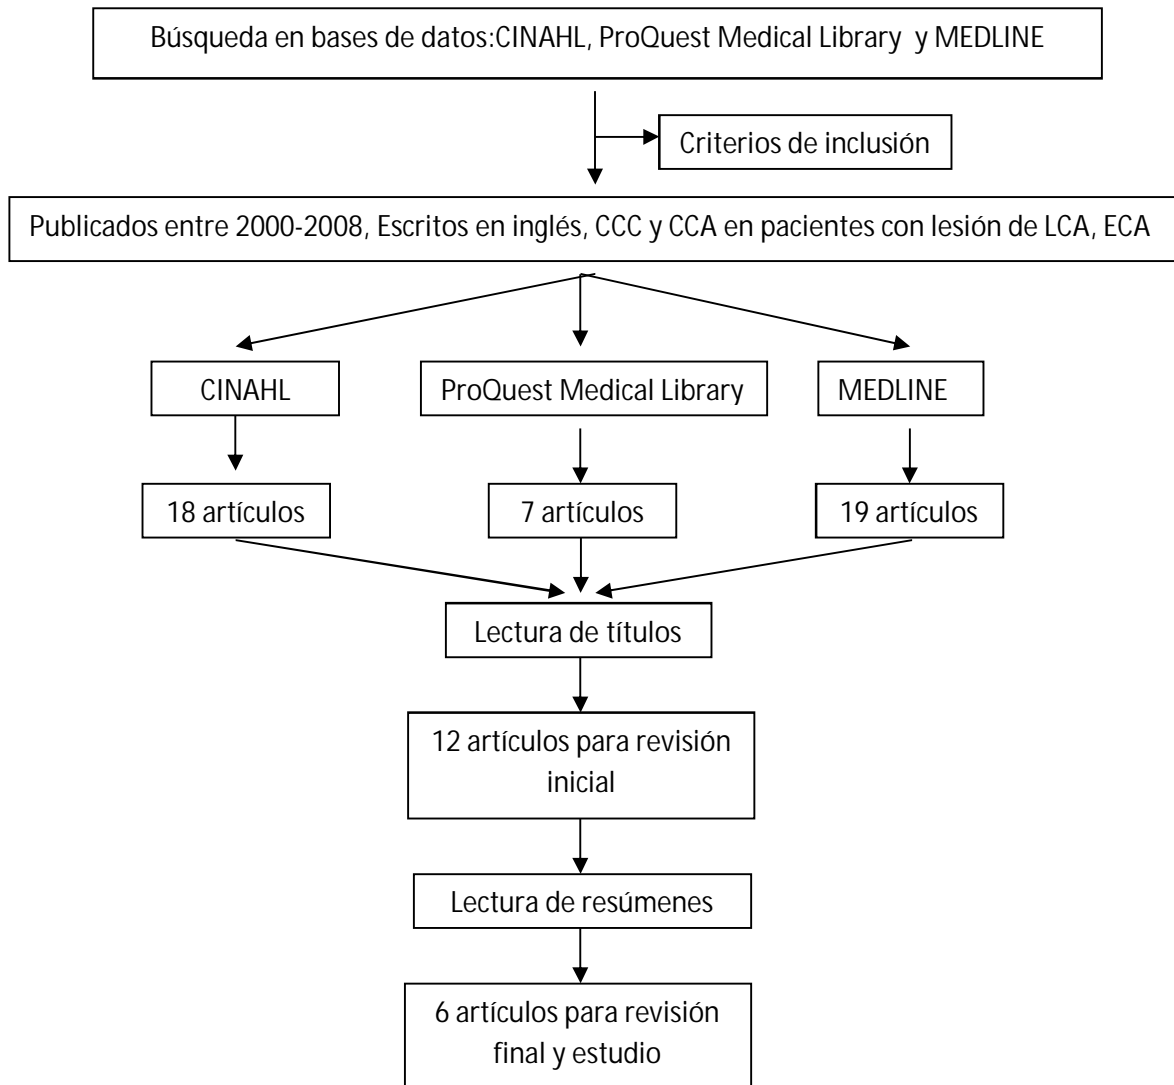 Búsqueda en bases de datos:CINAHL, ProQuest Medical Library y MEDLINE
Criterios de inclusión
Publicados entre 2000-2008, Escritos en inglés, CCC y CCA en pacientes con lesión de LCA, ECA
CINAHL
ProQuest Medical Library
MEDLINE
18 artículos
7 artículos
19 artículos
Lectura de títulos
12 artículos para revisión
inicial
Lectura de resúmenes
6 artículos para revisión
final y estudio